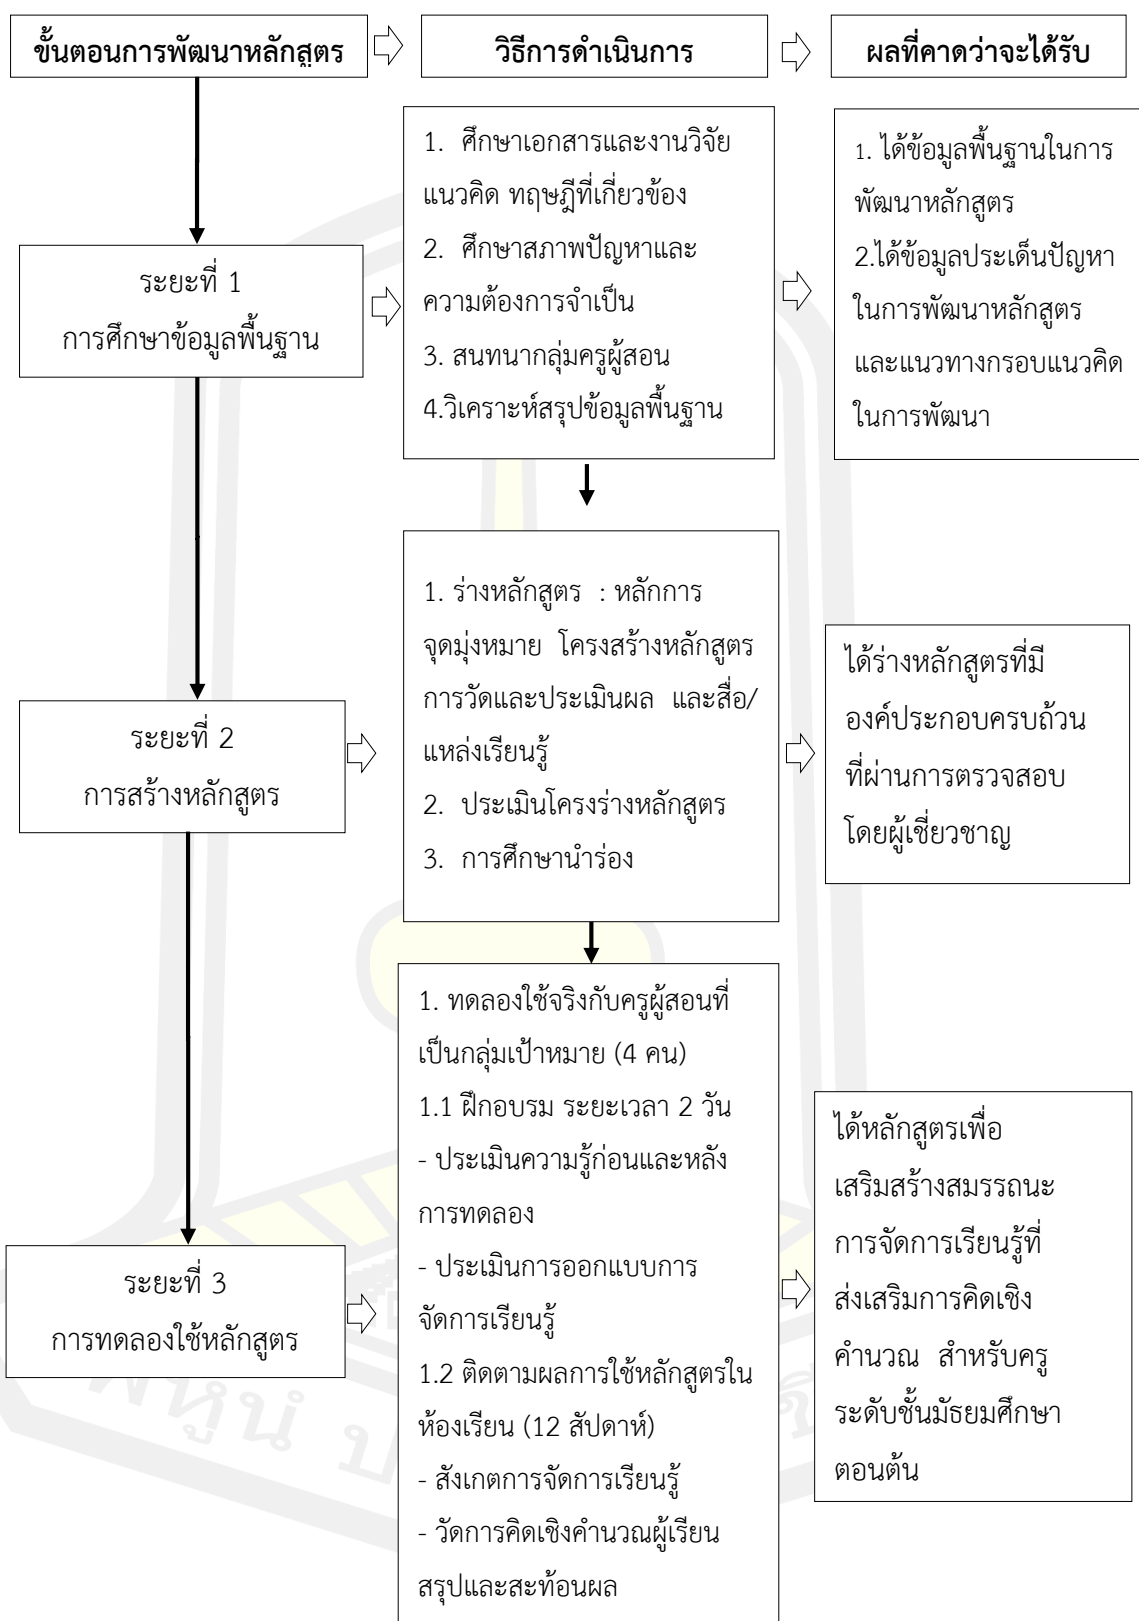 ขั้นตอนการพัฒนาหลักสูตร
วิธีการดำเนินการ
ผลที่คาดว่าจะได้รับ
ระยะที่ 1
การศึกษาข้อมูลพื้นฐาน
1. ศึกษาเอกสารและงานวิจัย
แนวคิด ทฤษฎีที่เกี่ยวข้อง
2. ศึกษาสภาพปัญหาและ
ความต้องการจำเป็น
3. สนทนากลุ่มครูผู้สอน
4.วิเคราะห์สรุปข้อมูลพื้นฐาน
1. ได้ข้อมูลพื้นฐานในการ
พัฒนาหลักสูตร
2.ได้ข้อมูลประเด็นปัญหา
ในการพัฒนาหลักสูตร
และแนวทางกรอบแนวคิด
ในการพัฒนา
ระยะที่ 2
การสร้างหลักสูตร
1. ร่างหลักสูตร : หลักการ
จุดมุ่งหมาย โครงสร้างหลักสูตร
การวัดและประเมินผล และสื่อ/
แหล่งเรียนรู้
2. ประเมินโครงร่างหลักสูตร
3. การศึกษานำร่อง
ได้ร่างหลักสูตรที่มี
องค์ประกอบครบถ้วน
ที่ผ่านการตรวจสอบ
โดยผู้เชี่ยวชาญ
ระยะที่ 3
การทดลองใช้หลักสูตร
1. ทดลองใช้จริงกับครูผู้สอนที่
เป็นกลุ่มเป้าหมาย (4 คน)
1.1 ฝึกอบรม ระยะเวลา 2 วัน
- ประเมินความรู้ก่อนและหลัง
การทดลอง
- ประเมินการออกแบบการ
จัดการเรียนรู้
1.2 ติดตามผลการใช้หลักสูตรใน
ห้องเรียน (12 สัปดาห์)
- สังเกตการจัดการเรียนรู้
- วัดการคิดเชิงคำนวณผู้เรียน
สรุปและสะท้อนผล
ได้หลักสูตรเพื่อ
เสริมสร้างสมรรถนะ
การจัดการเรียนรู้ที่
ส่งเสริมการคิดเชิง
คำนวณ สำหรับครู
ระดับชั้นมัธยมศึกษา
ตอนต้น